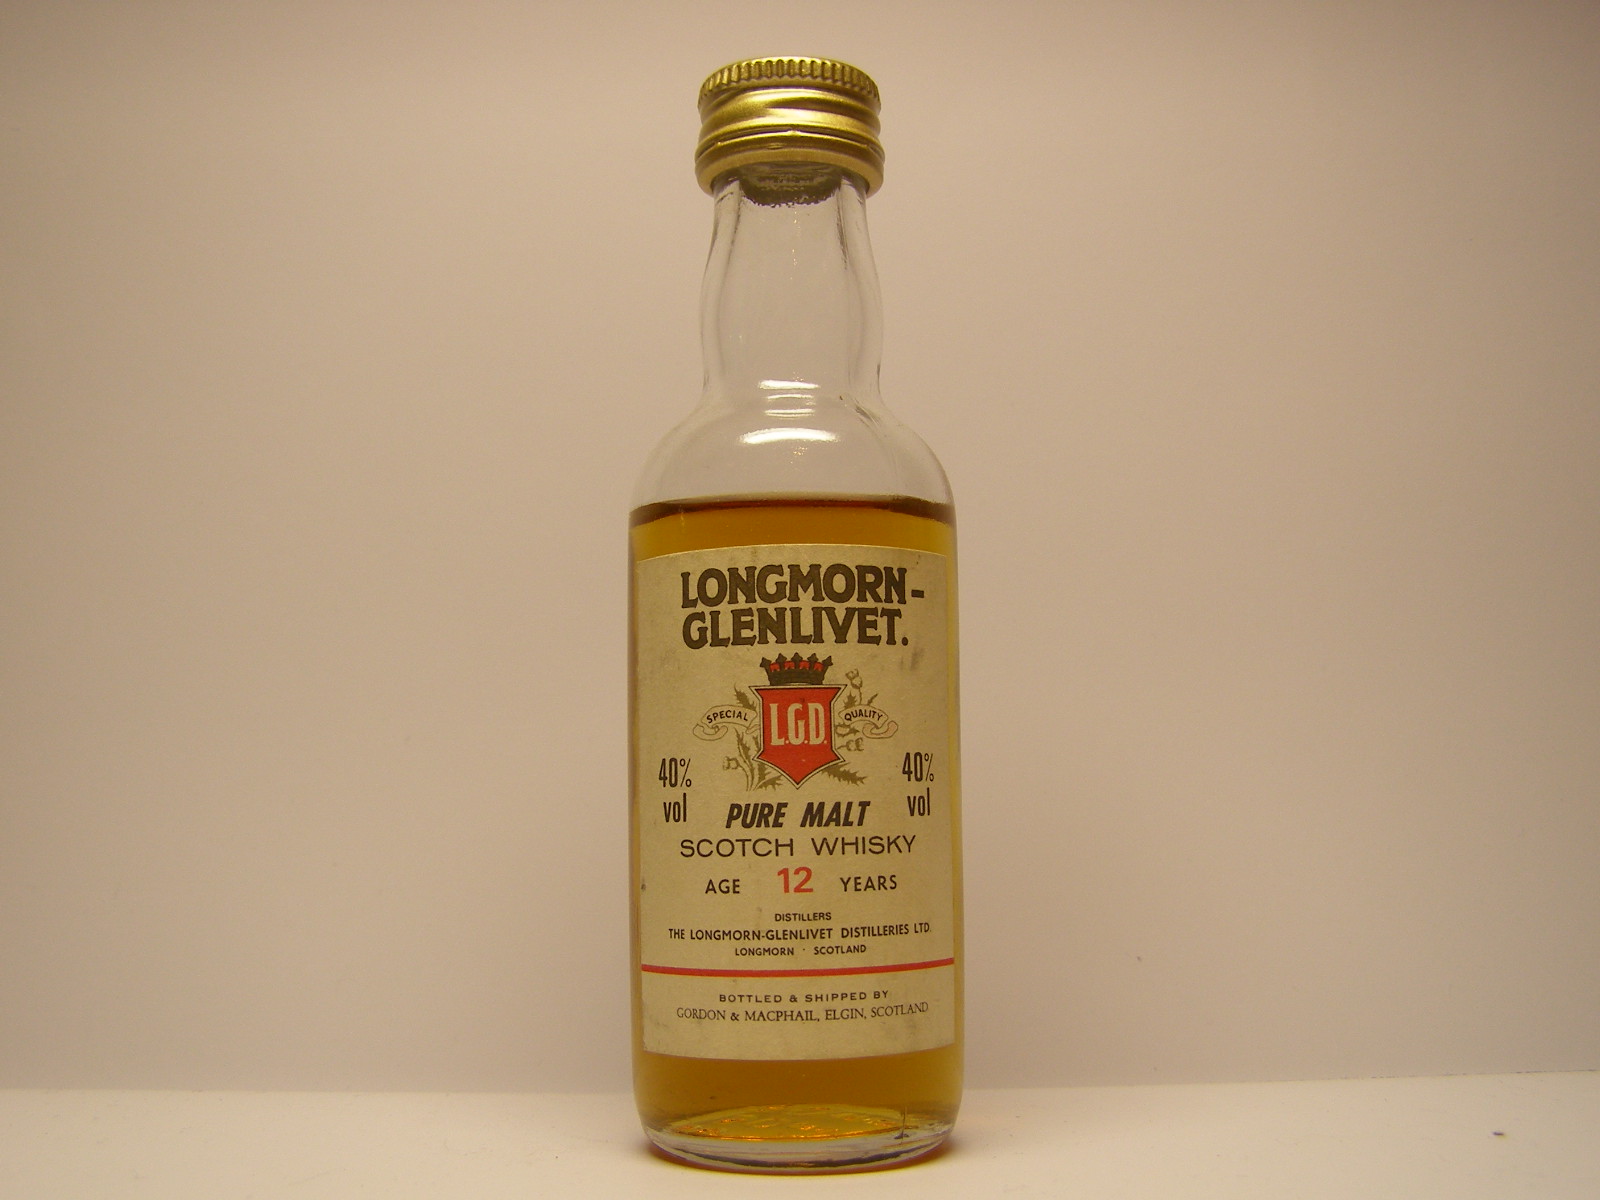 LONGMORN-
GLENLIVET.
SPECIAL L.G.D. QUALITY
40% 40%
vol vol
PURE MALT
SCOTCH WHISKY
AGE 12 YEARS
DISTILLERS
THE LONGMORN-GLENLIVET DISTILLERIES LTD.
LONGMORN · SCOTLAND
BOTTLED & SHIPPED BY
GORDON & MACPHAIL, ELGIN, SCOTLAND